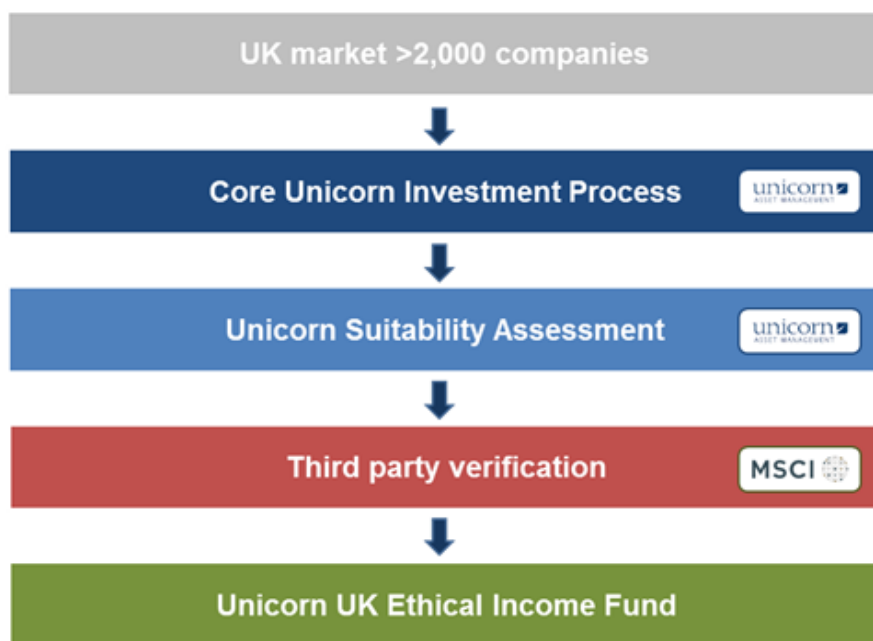 UK market >2,000 companies
Core Unicorn Investment Process
unicorn
ASSET MANAGEMENT
Unicorn Suitability Assessment
unicorn
ASSET MANAGEMENT
Third party verification
MSCI
Unicorn UK Ethical Income Fund